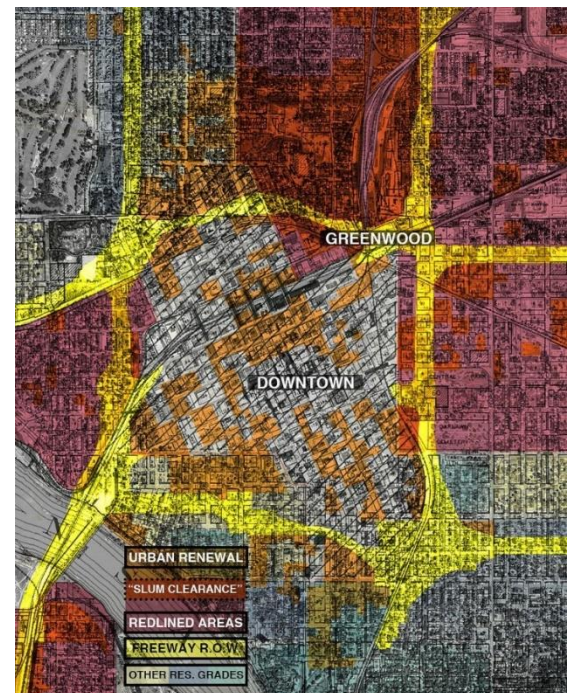 GREENWOOD
DOWNTOWN
URBAN RENEWAL
"SLUM CLEARANCE"
REDLINED AREAS
FREEWAY R.O.W.
OTHER RES. GRADES